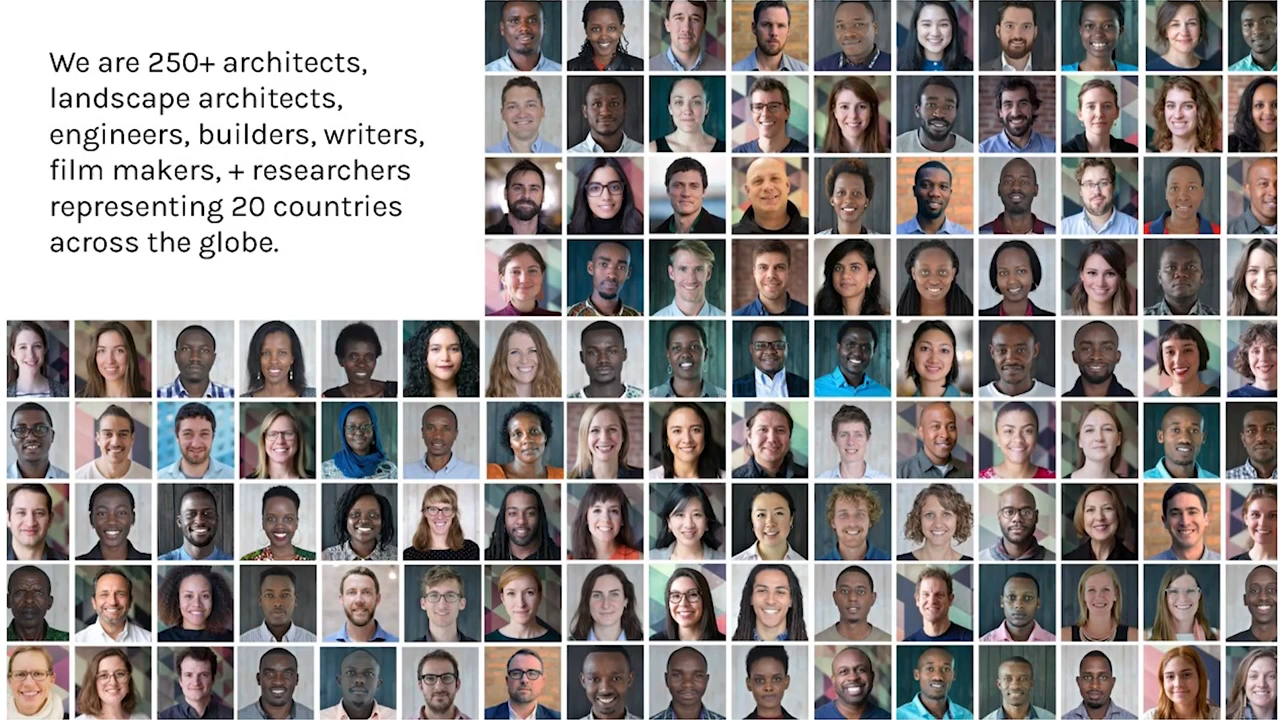 We are 250+ architects,
landscape architects,
engineers, builders, writers,
film makers, + researchers
representing 20 countries
across the globe.